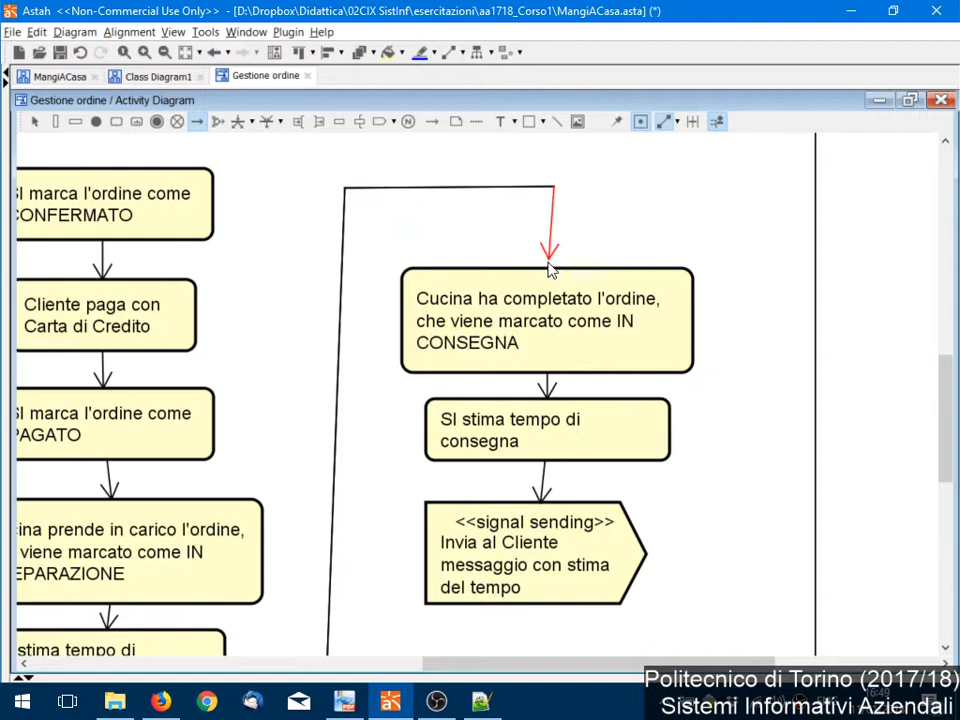 Astah <<Non-Commercial Use Only>> - [D:\Dropbox\Didattica\02CIX SistInf\esercitazioni\aa1718_Corso1\MangiACasa.asta] (*)
File Edit Diagram Alignment View Tools Window Plugin Help
MangiACasa Class Diagram1 Gestione ordine
Gestione ordine / Activity Diagram
SI marca l'ordine come
CONFERMATO
Cliente paga con
Carta di Credito
SI marca l'ordine come
PAGATO
cina prende in carico l'ordine,
viene marcato come IN
EPARAZIONE
stima tempo di
Cucina ha completato l'ordine,
che viene marcato come IN
CONSEGNA
SI stima tempo di
consegna
<<signal sending>>
Invia al Cliente
messaggio con stima
del tempo
16:49
Politecnico di Torino (2017/18)
Sistemi Informativi Aziendali